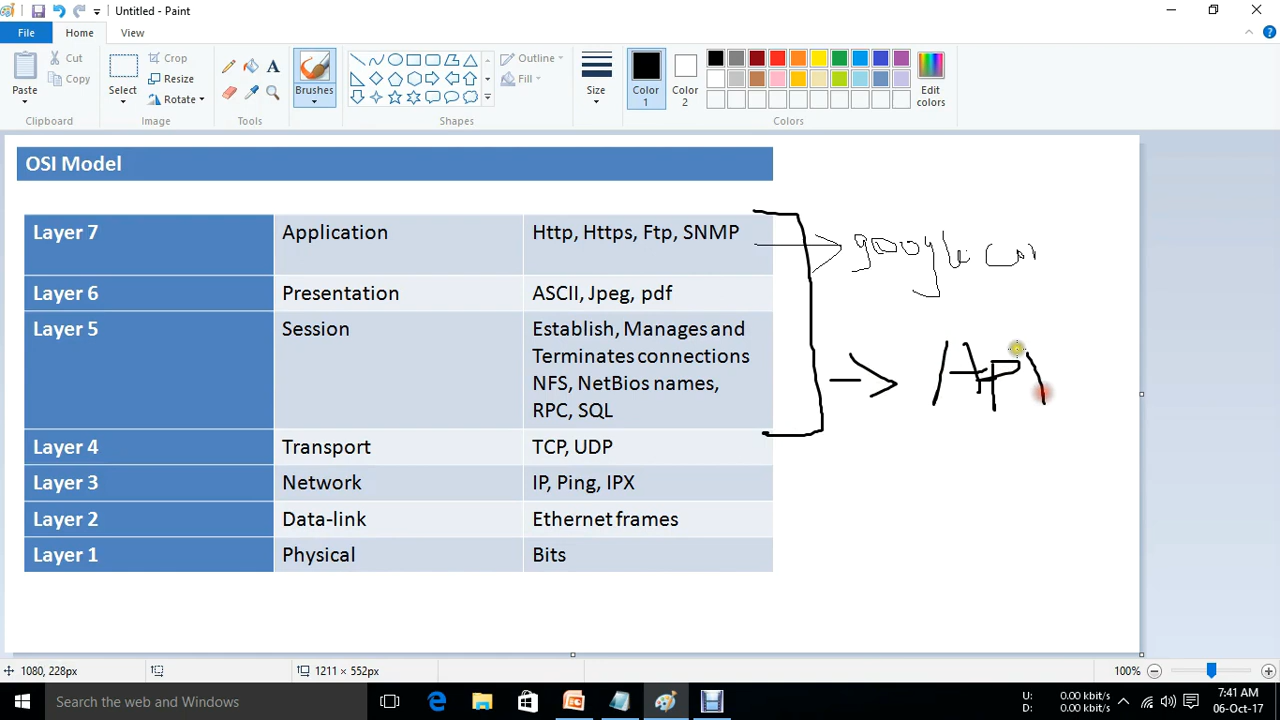 Untitled - Paint
File
Home
View
Paste
Cut
Copy
Select
Crop
Resize
Rotate
Brushes
Outline
Fill
Size
Color
1
Color
2
Edit
colors
Clipboard
Image
Tools
Shapes
Colors
OSI Model
Layer 7 Application Http, Https, Ftp, SNMP
google
Layer 6 Presentation ASCII, Jpeg, pdf
Layer 5 Session Establish, Manages and
Terminates connections
NFS, NetBios names,
RPC, SQL
Layer 4 Transport TCP, UDP
Layer 3 Network IP, Ping, IPX
Layer 2 Data-link Ethernet frames
Layer 1 Physical Bits
1080, 228px
1211 × 552px
100%
Search the web and Windows
U: 0.00 kbit/s
D: 0.00 kbit/s
7:41 AM
06-Oct-17